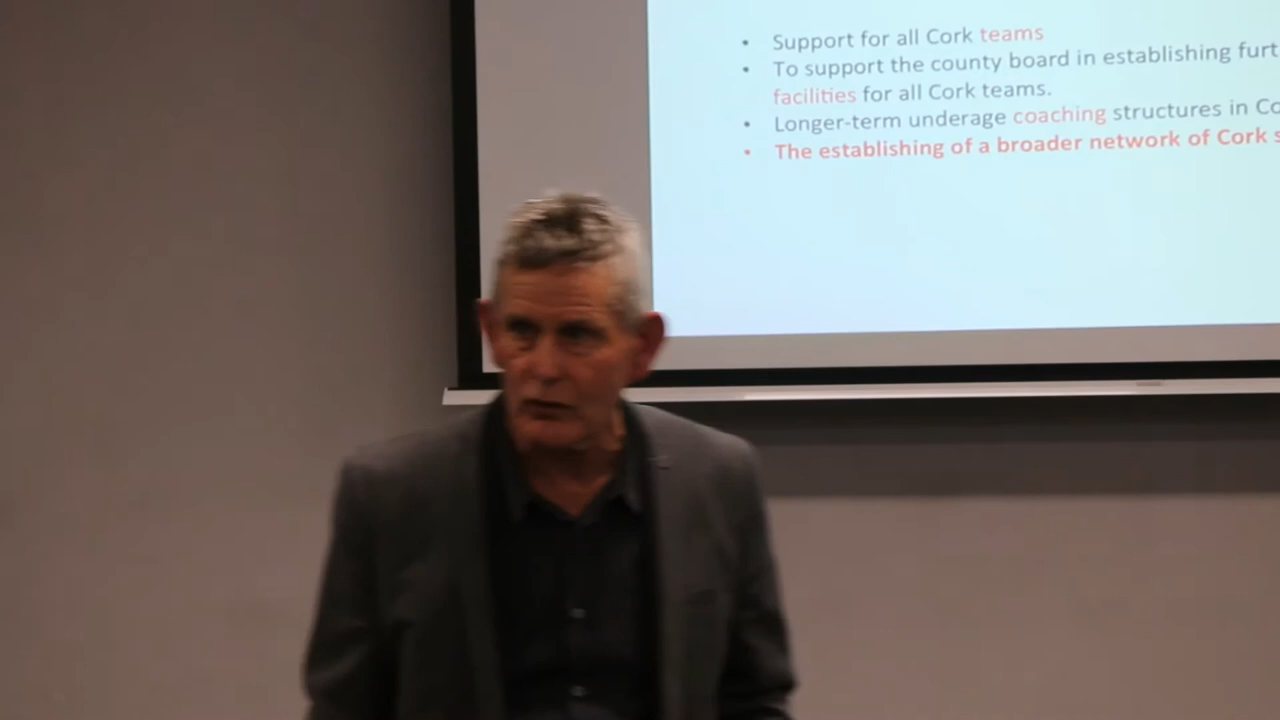 • Support for all Cork teams
• To support the county board in establishing furt
facilities for all Cork teams.
• Longer-term underage coaching structures in Co
• The establishing of a broader network of Cork s